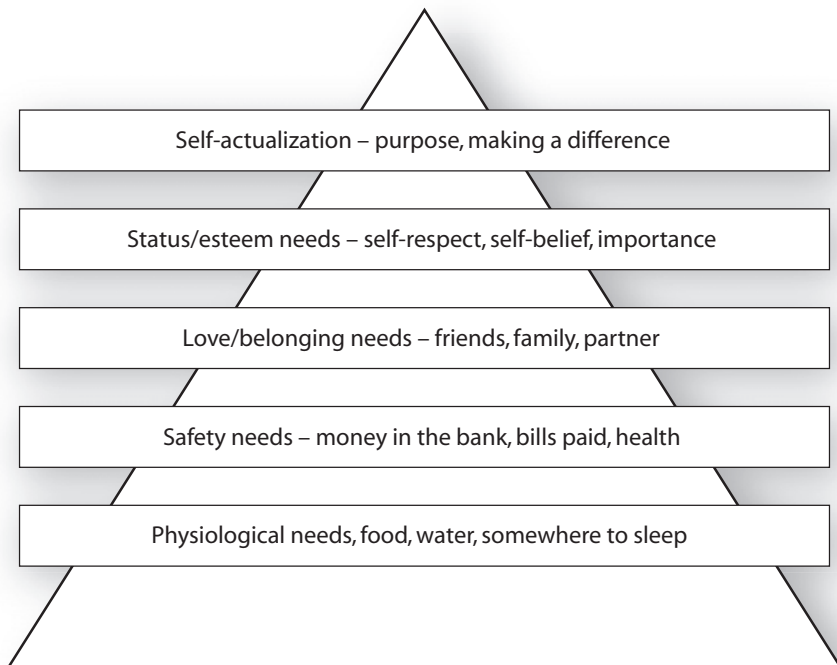 Self-actualization – purpose, making a difference
Status/esteem needs – self-respect, self-belief, importance
Love/belonging needs – friends, family, partner
Safety needs – money in the bank, bills paid, health
Physiological needs, food, water, somewhere to sleep